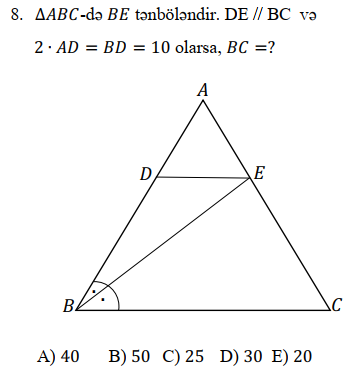 8. ΔABC-də BE tənböləndir. DE // BC və
2 · AD = BD = 10 olarsa, BC =?
A
D
E
B
C
A) 40 B) 50 C) 25 D) 30 E) 20